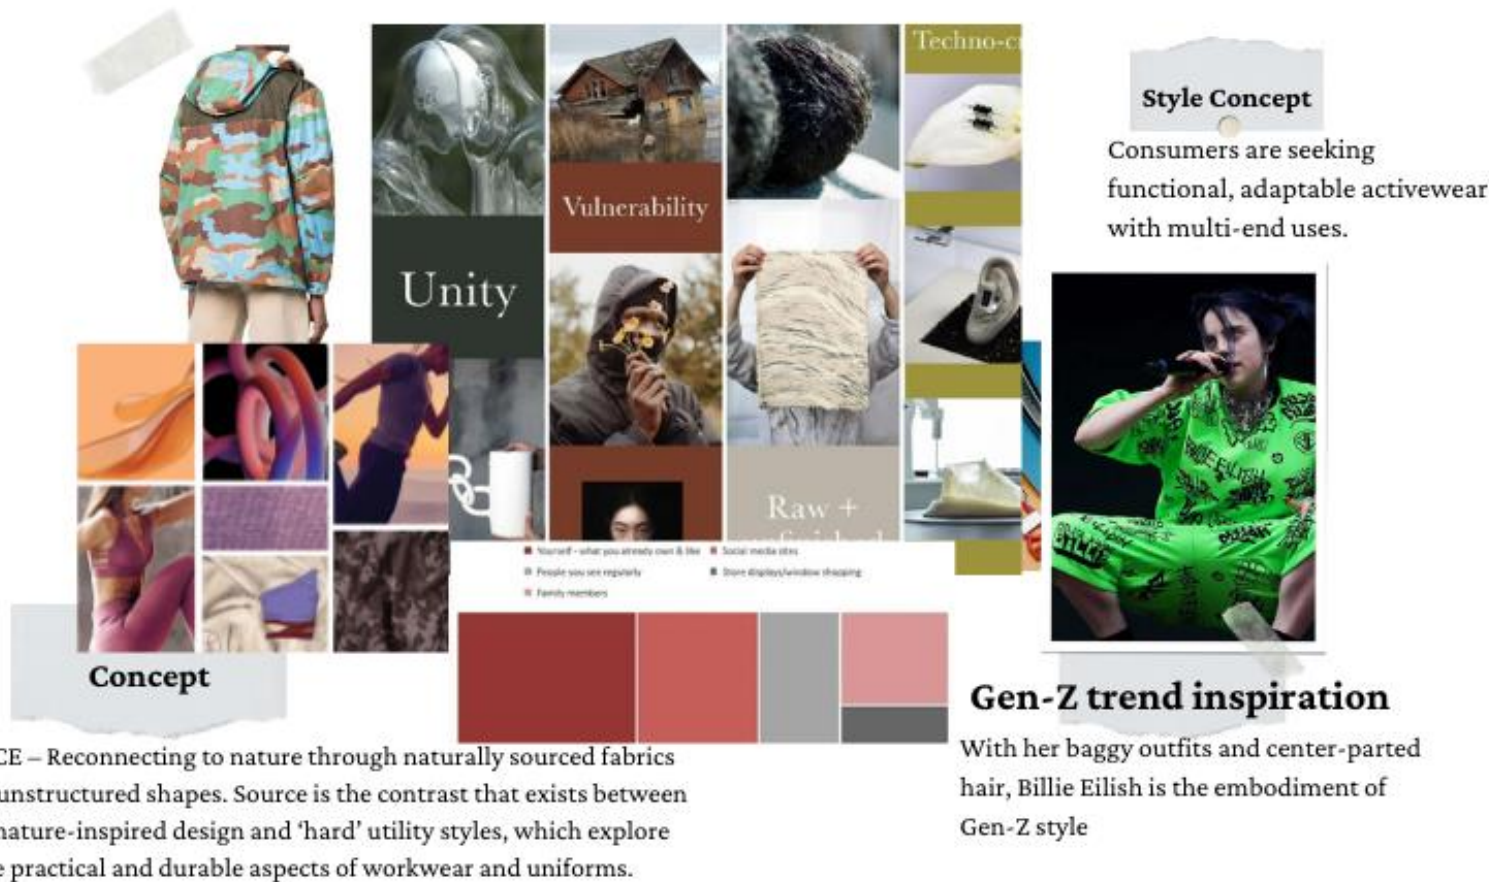 Techno-c
Style Concept
Consumers are seeking
functional, adaptable activewear
with multi-end uses.
Vulnerability
Unity
Raw +
Yourself - what you already own & like
Social media sites
People you see regularly
Store displays/window shopping
Family members
Concept
CE – Reconnecting to nature through naturally sourced fabrics
unstructured shapes. Source is the contrast that exists between
nature-inspired design and ‘hard’ utility styles, which explore
e practical and durable aspects of workwear and uniforms.
Gen-Z trend inspiration
With her baggy outfits and center-parted
hair, Billie Eilish is the embodiment of
Gen-Z style